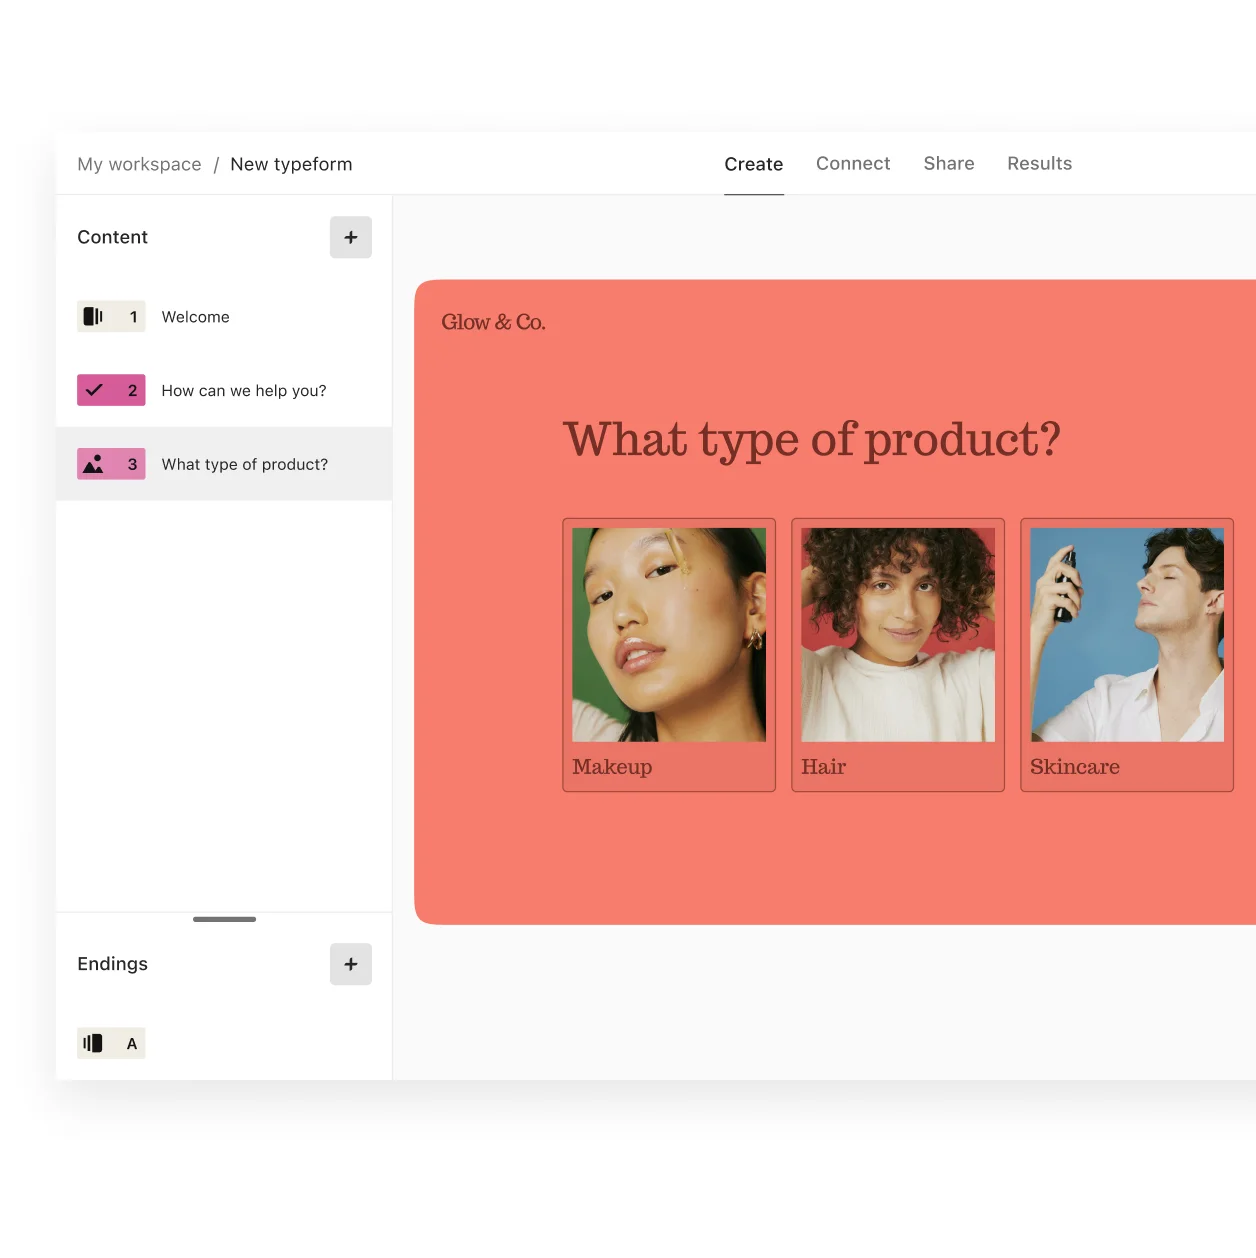 My workspace / New typeform
Create Connect Share Results
Content
+
1 Welcome
2 How can we help you?
3 What type of product?
Glow & Co.
What type of product?
Makeup
Hair
Skincare
Endings
+
A